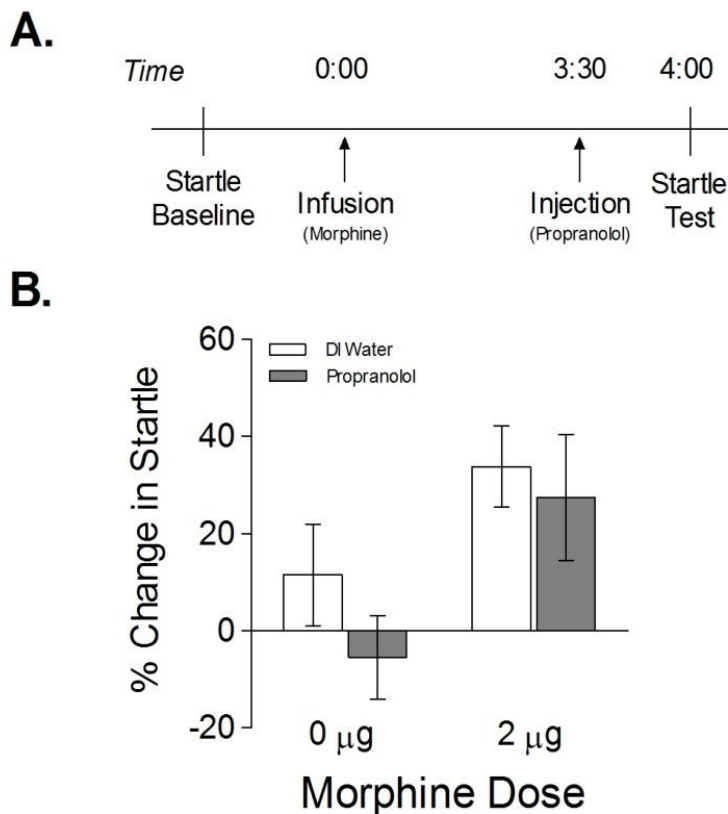 A.
Time 0:00 3:30 4:00
Startle Baseline
Infusion
(Morphine)
Injection
(Propranolol)
Startle
Test
B.
60
40
20
0
-20
% Change in Startle
DI Water
Propranolol
0 μg 2 μg
Morphine Dose